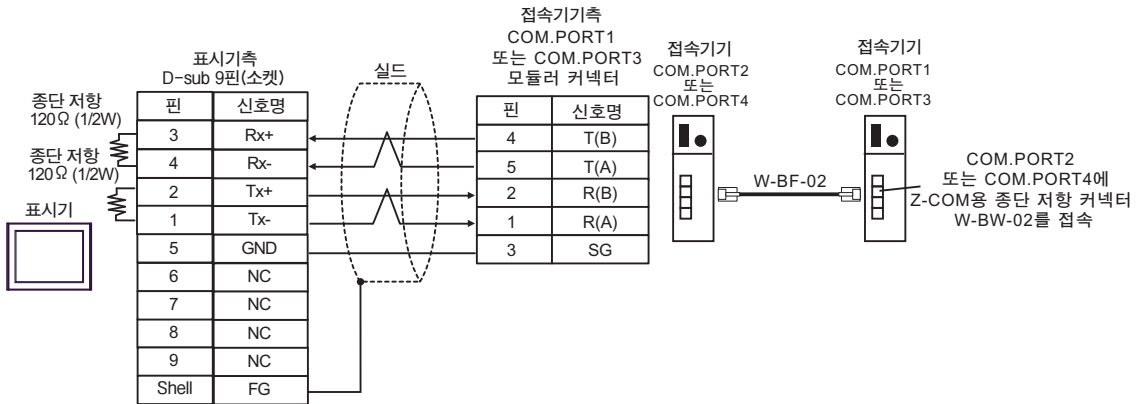 표시기측
D-sub 9핀(소켓)
핀 신호명
3 Rx+
4 Rx-
2 Tx+
1 Tx-
5 GND
6 NC
7 NC
8 NC
9 NC
Shell FG
종단 저항
120Ω (1/2W)
종단 저항
120Ω (1/2W)
표시기
실드
접속기기측
COM.PORT1
또는 COM.PORT3
모듈러 커넥터
핀 신호명
4 T(B)
5 T(A)
2 R(B)
1 R(A)
3 SG
접속기기
COM.PORT2
또는
COM.PORT4
W-BF-02
접속기기
COM.PORT1
또는
COM.PORT3
COM.PORT2
또는 COM.PORT4에
Z-COM용 종단 저항 커넥터
W-BW-02를 접속